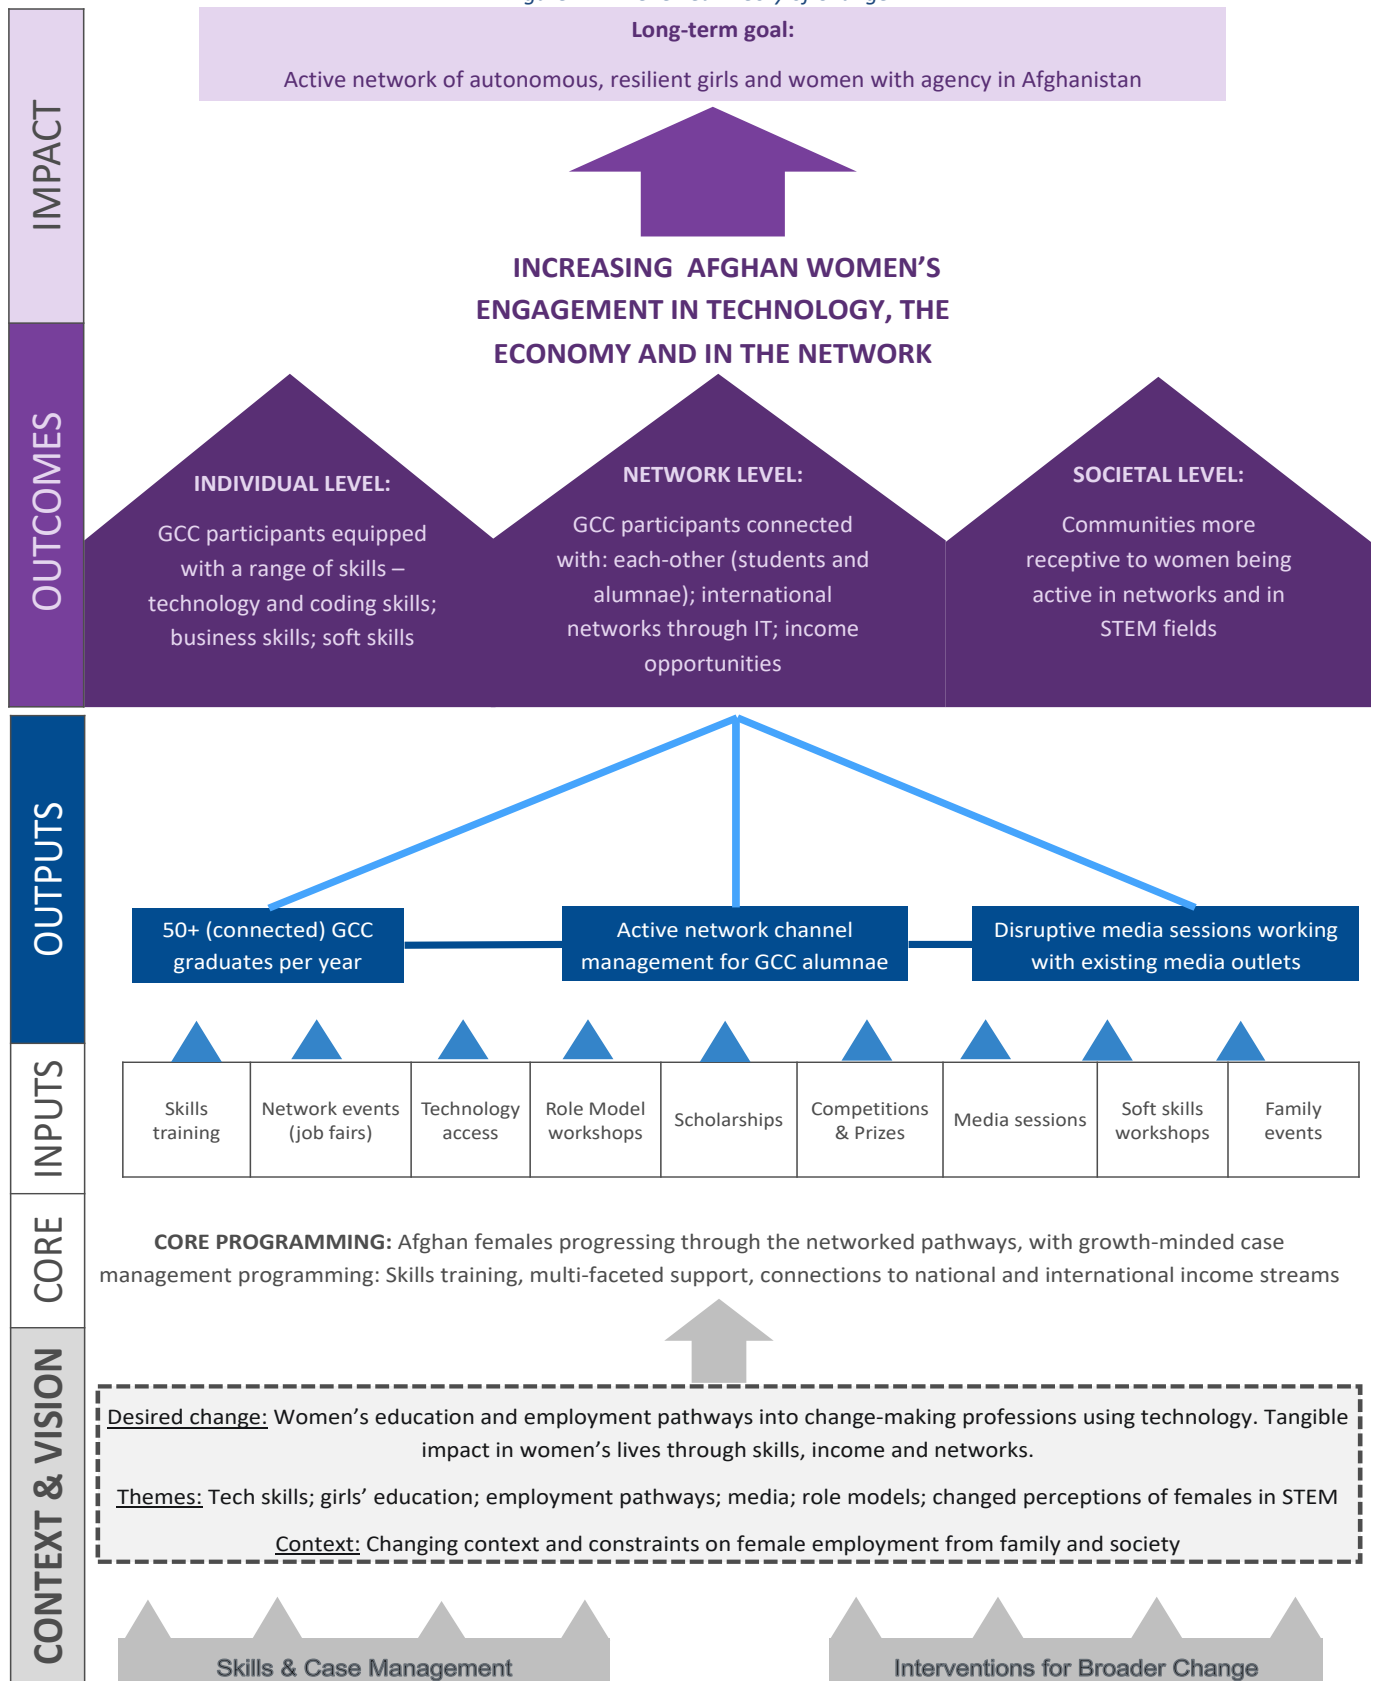 Long-term goal:
Active network of autonomous, resilient girls and women with agency in Afghanistan
IMPACT
INCREASING AFGHAN WOMEN'S
ENGAGEMENT IN TECHNOLOGY, THE
ECONOMY AND IN THE NETWORK
OUTCOMES
INDIVIDUAL LEVEL:
GCC participants equipped
with a range of skills –
technology and coding skills;
business skills; soft skills
NETWORK LEVEL:
GCC participants connected
with: each-other (students and
alumnae); international
networks through IT; income
opportunities
SOCIETAL LEVEL:
Communities more
receptive to women being
active in networks and in
STEM fields
OUTPUTS
50+ (connected) GCC
graduates per year
Active network channel
management for GCC alumnae
Disruptive media sessions working
with existing media outlets
INPUTS
Skills
training
Network events
(job fairs)
Technology
access
Role Model
workshops
Scholarships
Competitions
& Prizes
Media sessions
Soft skills
workshops
Family
events
CORE
CORE PROGRAMMING: Afghan females progressing through the networked pathways, with growth-minded case
management programming: Skills training, multi-faceted support, connections to national and international income streams
CONTEXT & VISION
Desired change: Women's education and employment pathways into change-making professions using technology. Tangible
impact in women's lives through skills, income and networks.
Themes: Tech skills; girls' education; employment pathways; media; role models; changed perceptions of females in STEM
Context: Changing context and constraints on female employment from family and society
Skills & Case Management
Interventions for Broader Change